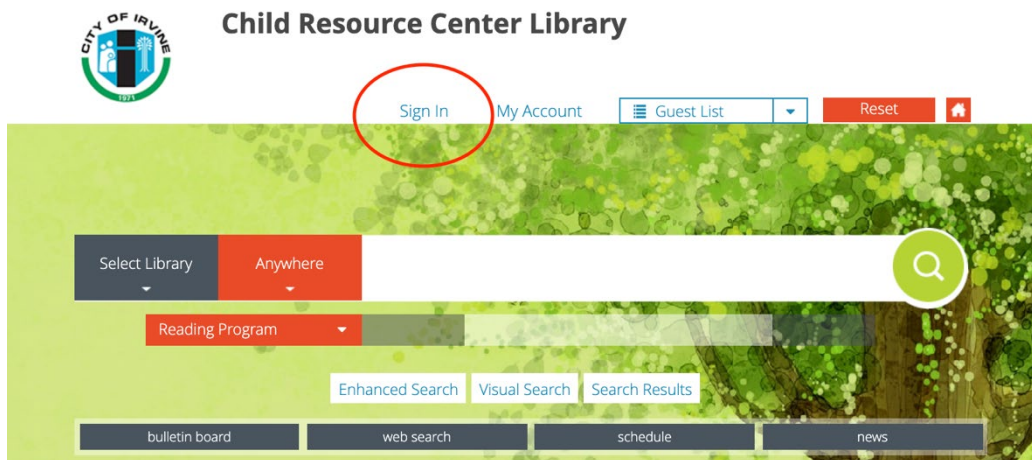 CITY OF IRVINE
1971
Child Resource Center Library
Sign In My Account Guest List Reset
Select Library Anywhere
Reading Program
Enhanced Search Visual Search Search Results
bulletin board web search schedule news